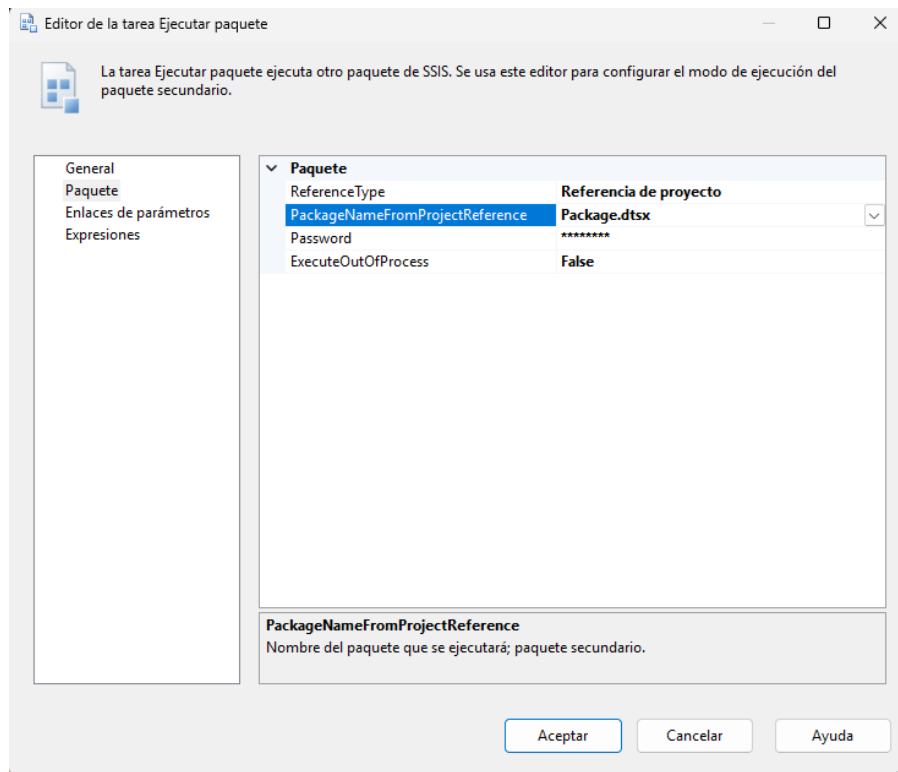 Editor de la tarea Ejecutar paquete
La tarea Ejecutar paquete ejecuta otro paquete de SSIS. Se usa este editor para configurar el modo de ejecución del
paquete secundario.
General
Paquete
Enlaces de parámetros
Expresiones
Paquete
ReferenceType Referencia de proyecto
PackageNameFromProjectReference Package.dtsx
Password ********
ExecuteOutOfProcess False
PackageNameFromProjectReference
Nombre del paquete que se ejecutará; paquete secundario.
Aceptar Cancelar Ayuda